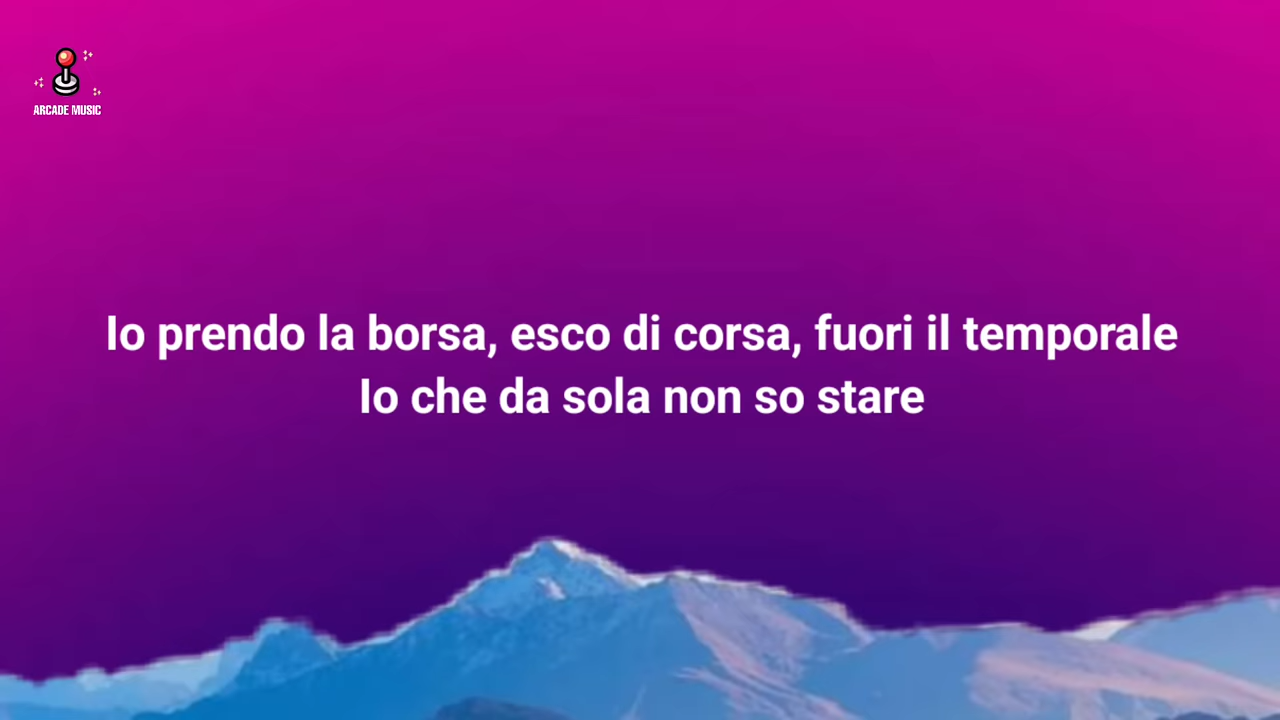 ARCADE MUSIC
Io prendo la borsa, esco di corsa, fuori il temporale
Io che da sola non so stare